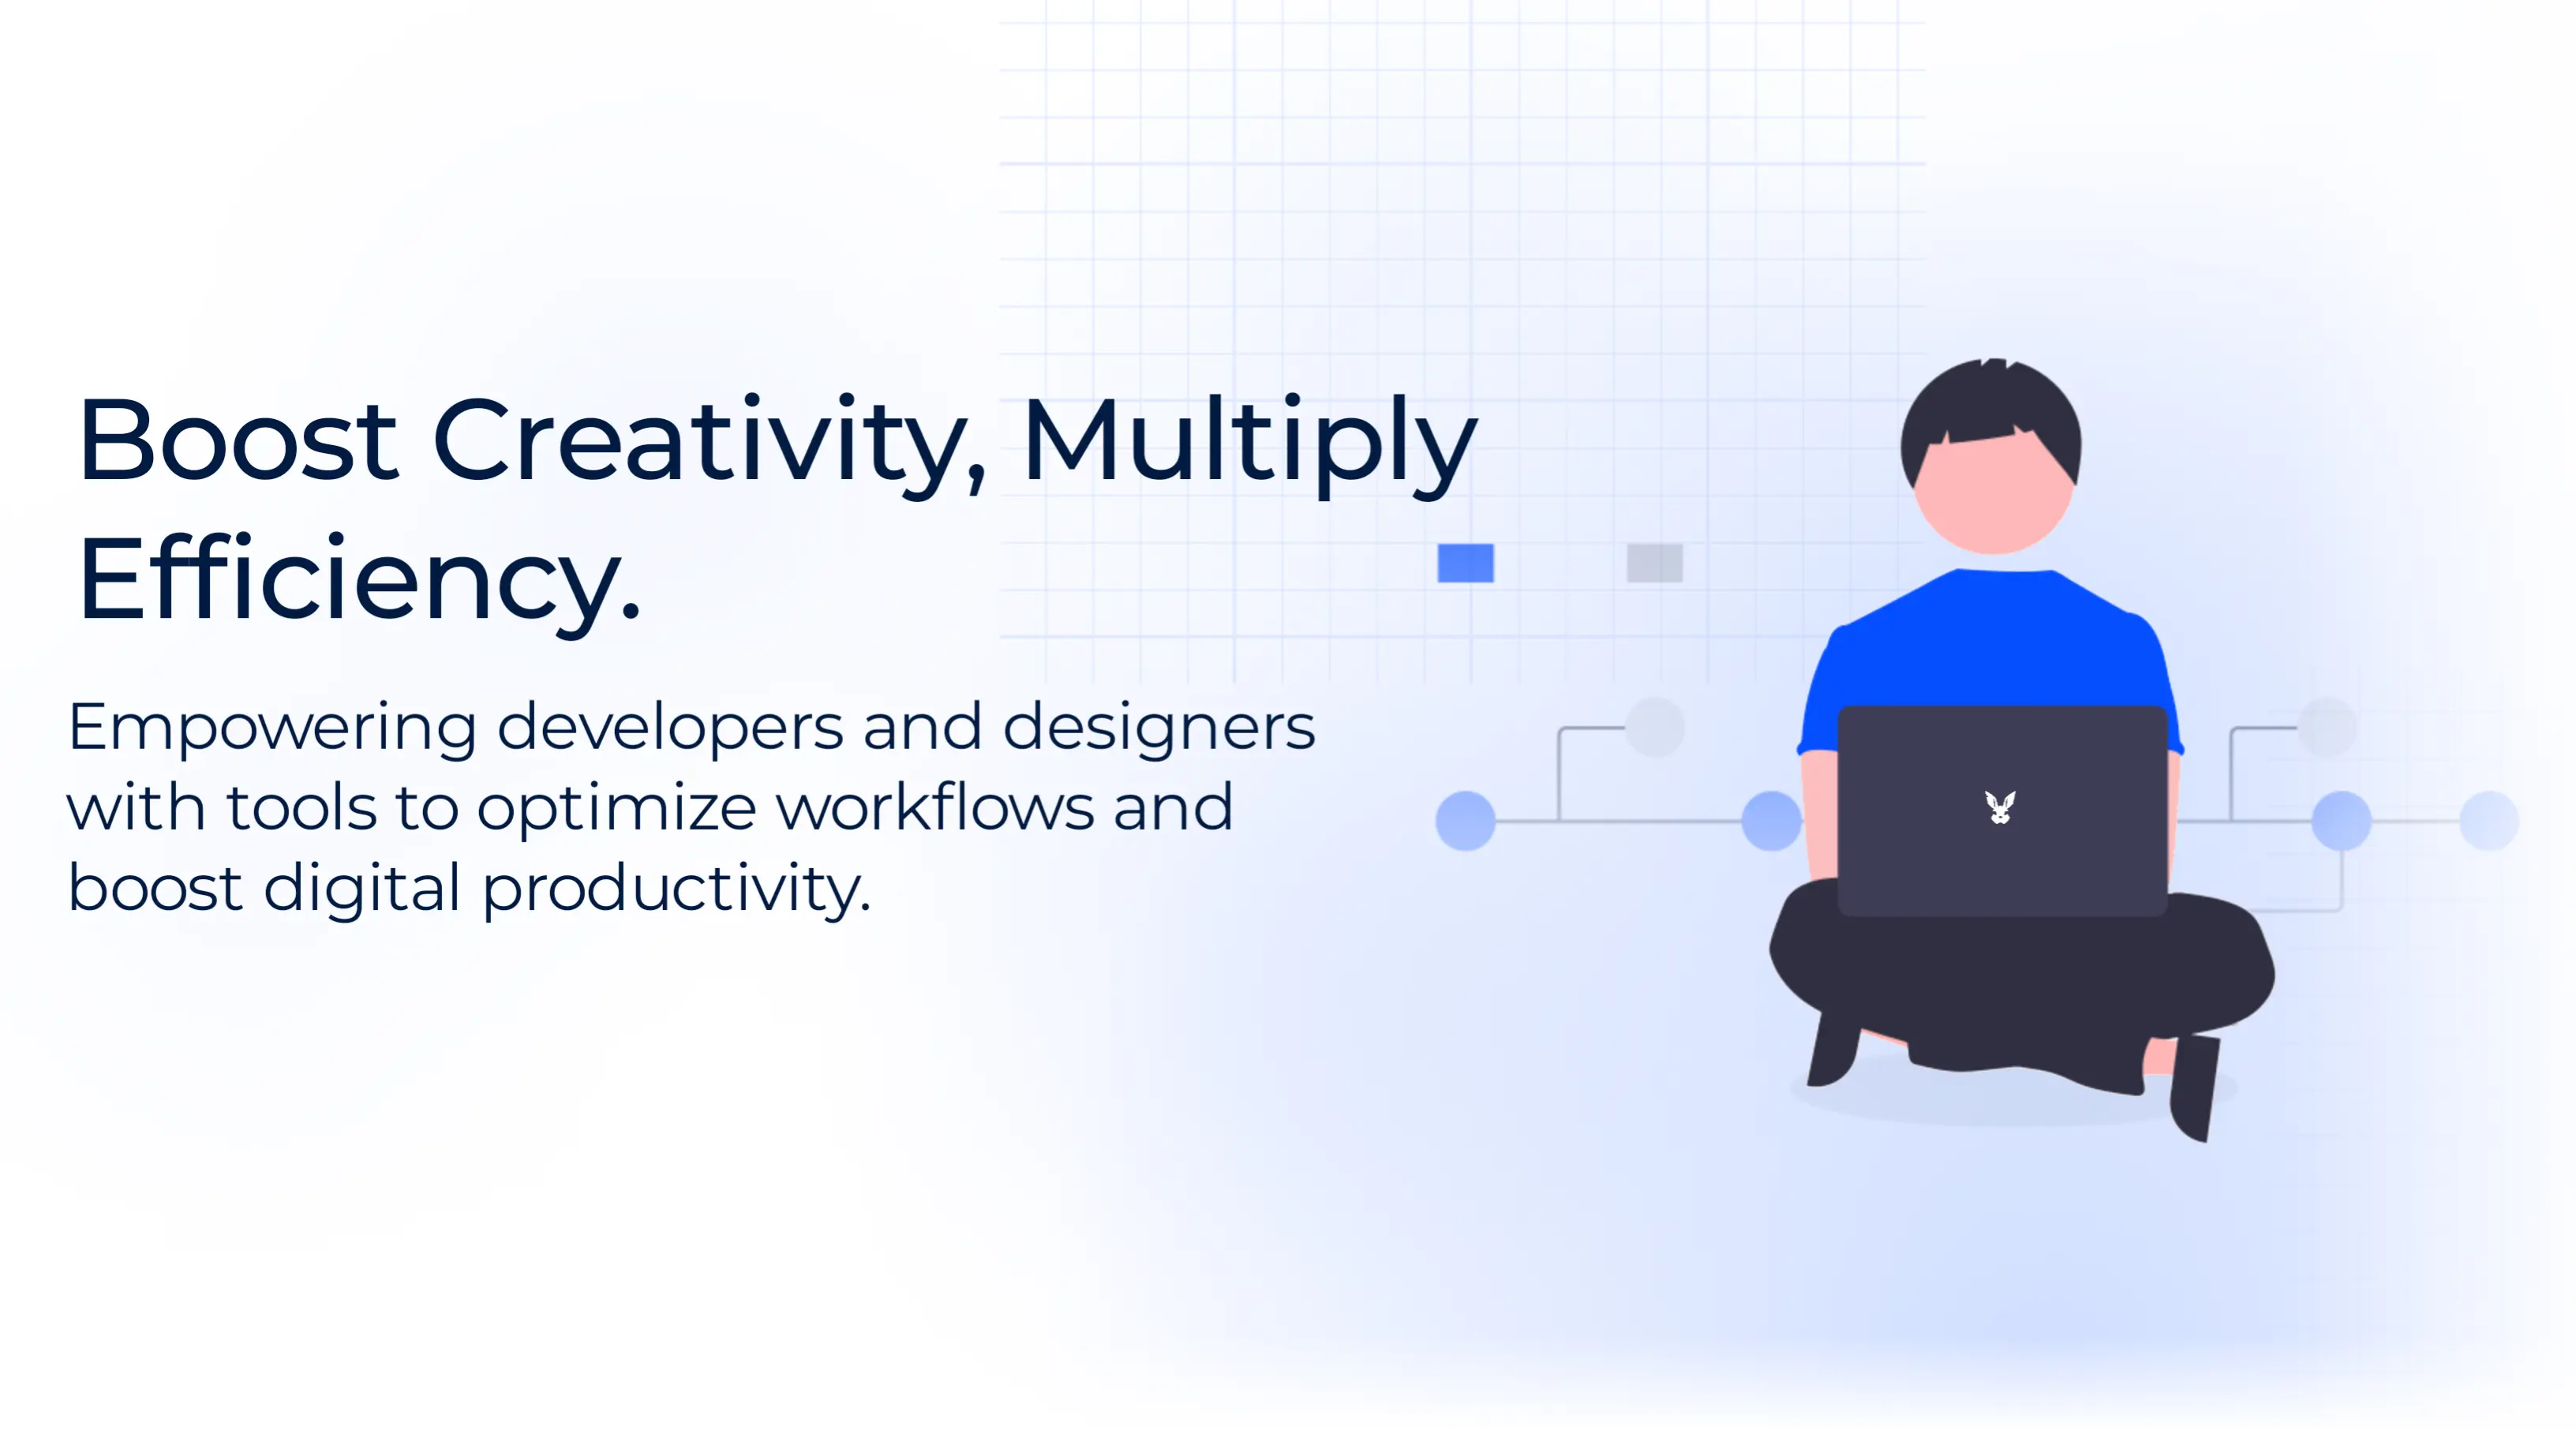 Boost Creativity, Multiply
Efficiency.
Empowering developers and designers
with tools to optimize workflows and
boost digital productivity.